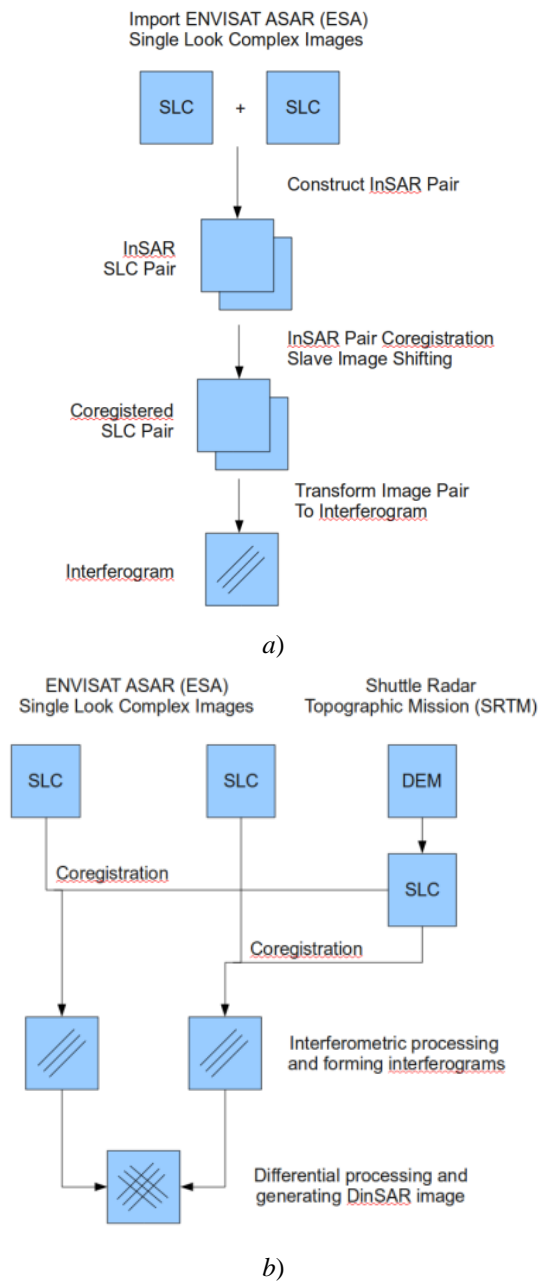 Import ENVISAT ASAR (ESA)
Single Look Complex Images
SLC + SLC
Construct InSAR Pair
InSAR
SLC Pair
InSAR Pair Coregistration
Slave Image Shifting
Coregistered
SLC Pair
Transform Image Pair
To Interferogram
Interferogram
a)
ENVISAT ASAR (ESA)
Single Look Complex Images
Shuttle Radar
Topographic Mission (SRTM)
SLC
SLC
DEM
Coregistration
SLC
Coregistration
Interferometric processing
and forming interferograms
Differential processing and
generating DinSAR image
b)